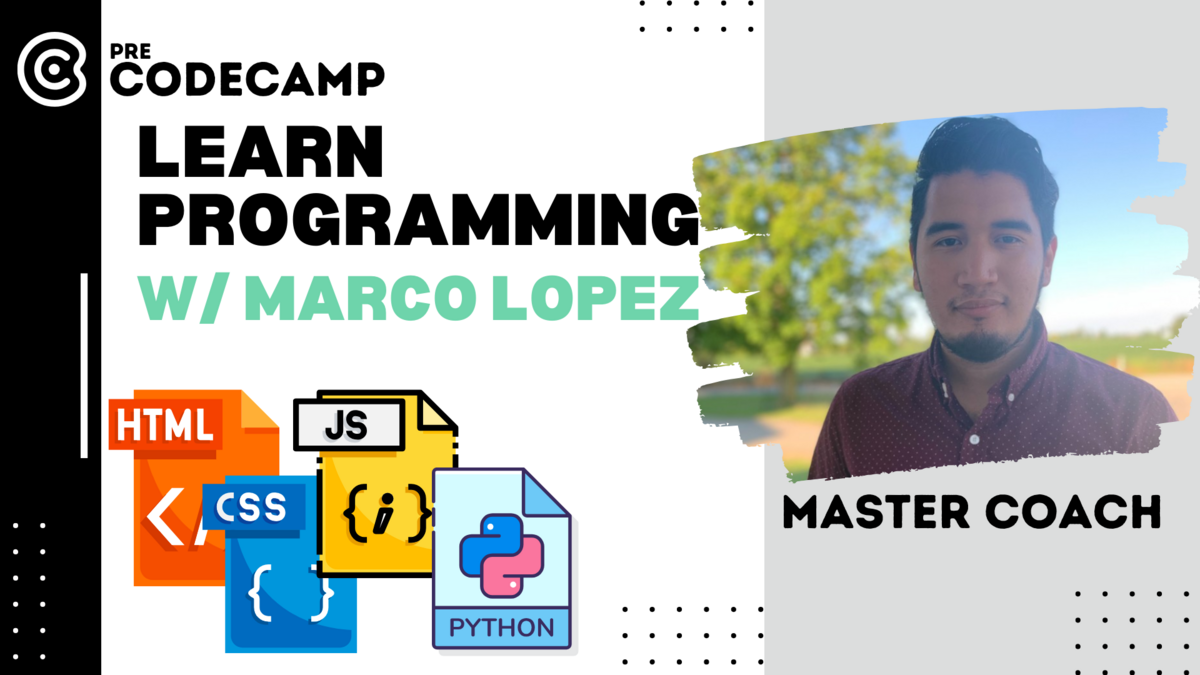 PRE
CODECAMP
LEARN
PROGRAMMING
W/ MARCO LOPEZ
HTML
</
JS
{i}
CSS
{ }
PYTHON
MASTER COACH